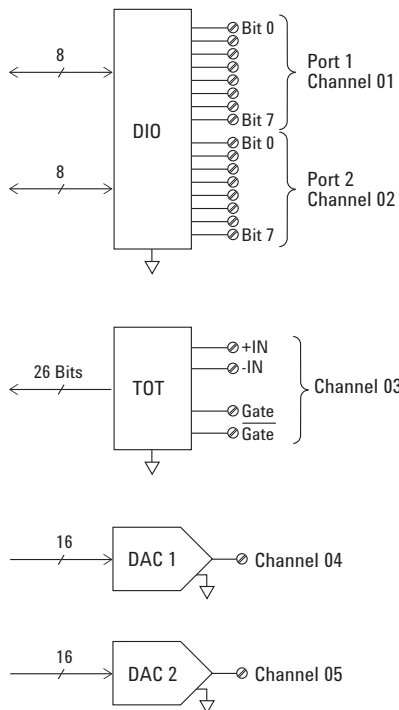 8
DIO
Bit 0
Bit 7
Port 1
Channel 01
8
Bit 0
Bit 7
Port 2
Channel 02
26 Bits
TOT
+IN
-IN
Gate
Gate
Channel 03
16
DAC 1
Channel 04
16
DAC 2
Channel 05